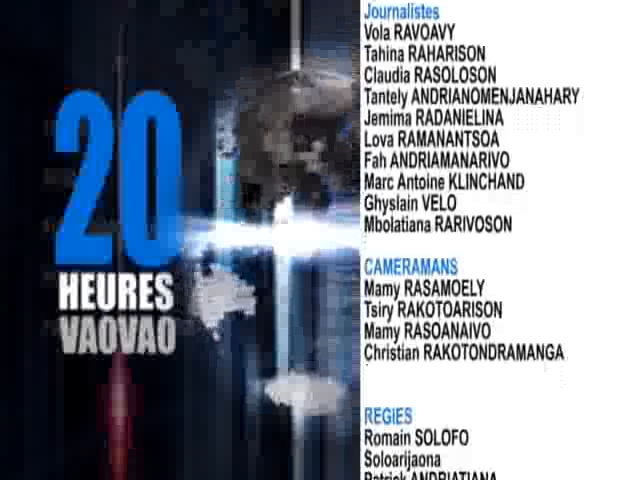 20
HEURES
VAOVAO
Journalistes
Vola RAVOAVY
Tahina RAHARISON
Claudia RASOLOSON
Tantely ANDRIANOMENJANAHARY
Jemima RADANIELINA
Lova RAMANANTSOA
Fah ANDRIAMANARIVO
Marc Antoine KLINCHAND
Ghyslain VELO
Mbolatiana RARIVOSON
CAMERAMANS
Mamy RASAMOELY
Tsiry RAKOTOARISON
Mamy RASOANAIVO
Christian RAKOTONDRAMANGA
REGIES
Romain SOLOFO
Soloarijaona
Patrick ANDRIATIANA